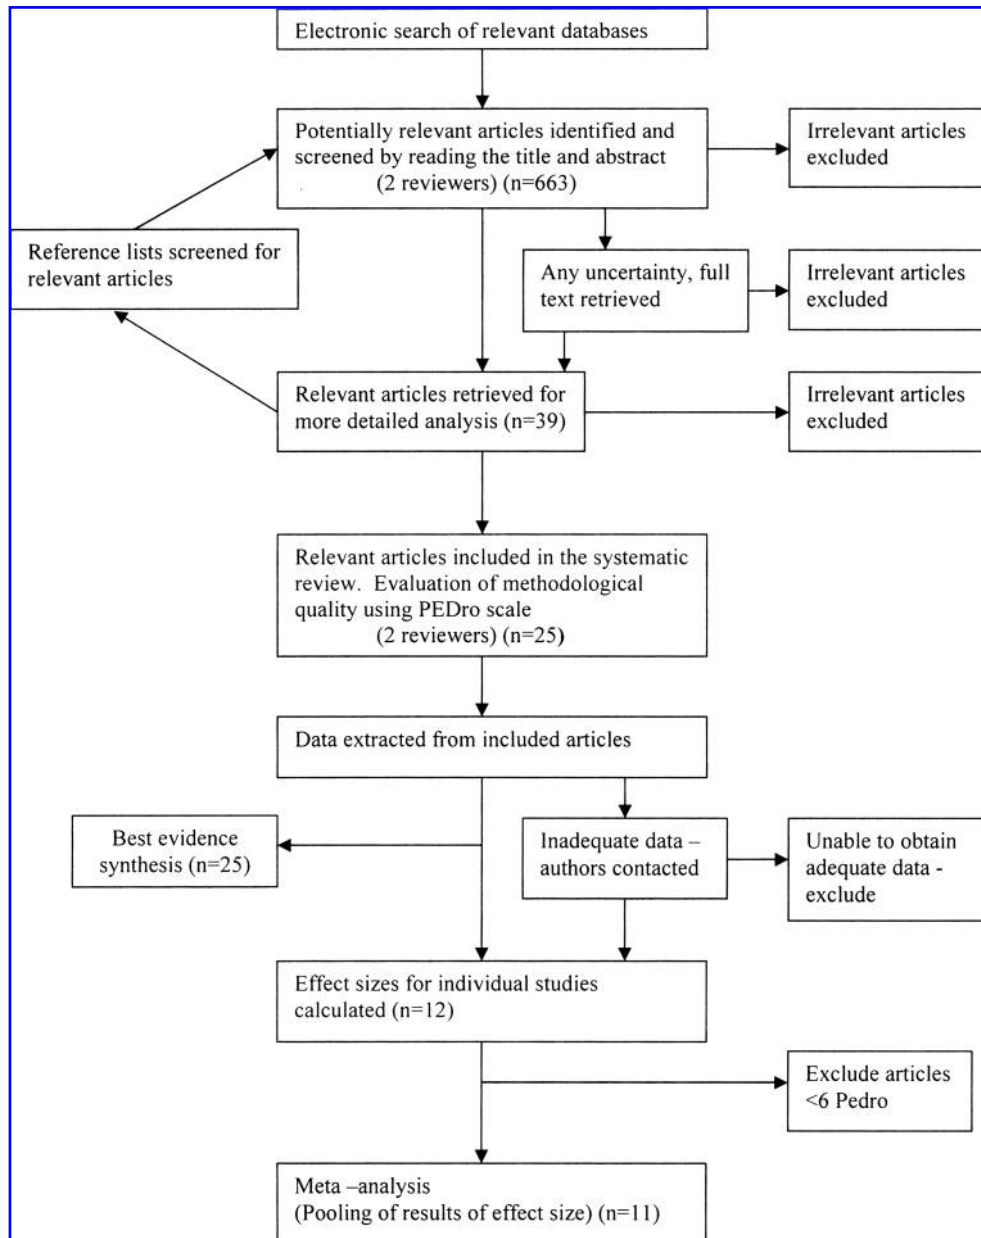 Electronic search of relevant databases
Potentially relevant articles identified and
screened by reading the title and abstract
(2 reviewers) (n=663)
Irrelevant articles
excluded
Reference lists screened for
relevant articles
Any uncertainty, full
text retrieved
Irrelevant articles
excluded
Relevant articles retrieved for
more detailed analysis (n=39)
Irrelevant articles
excluded
Relevant articles included in the systematic
review. Evaluation of methodological
quality using PEDro scale
(2 reviewers) (n=25)
Data extracted from included articles
Best evidence
synthesis (n=25)
Inadequate data –
authors contacted
Unable to obtain
adequate data -
exclude
Effect sizes for individual studies
calculated (n=12)
Exclude articles
<6 Pedro
Meta –analysis
(Pooling of results of effect size) (n=11)